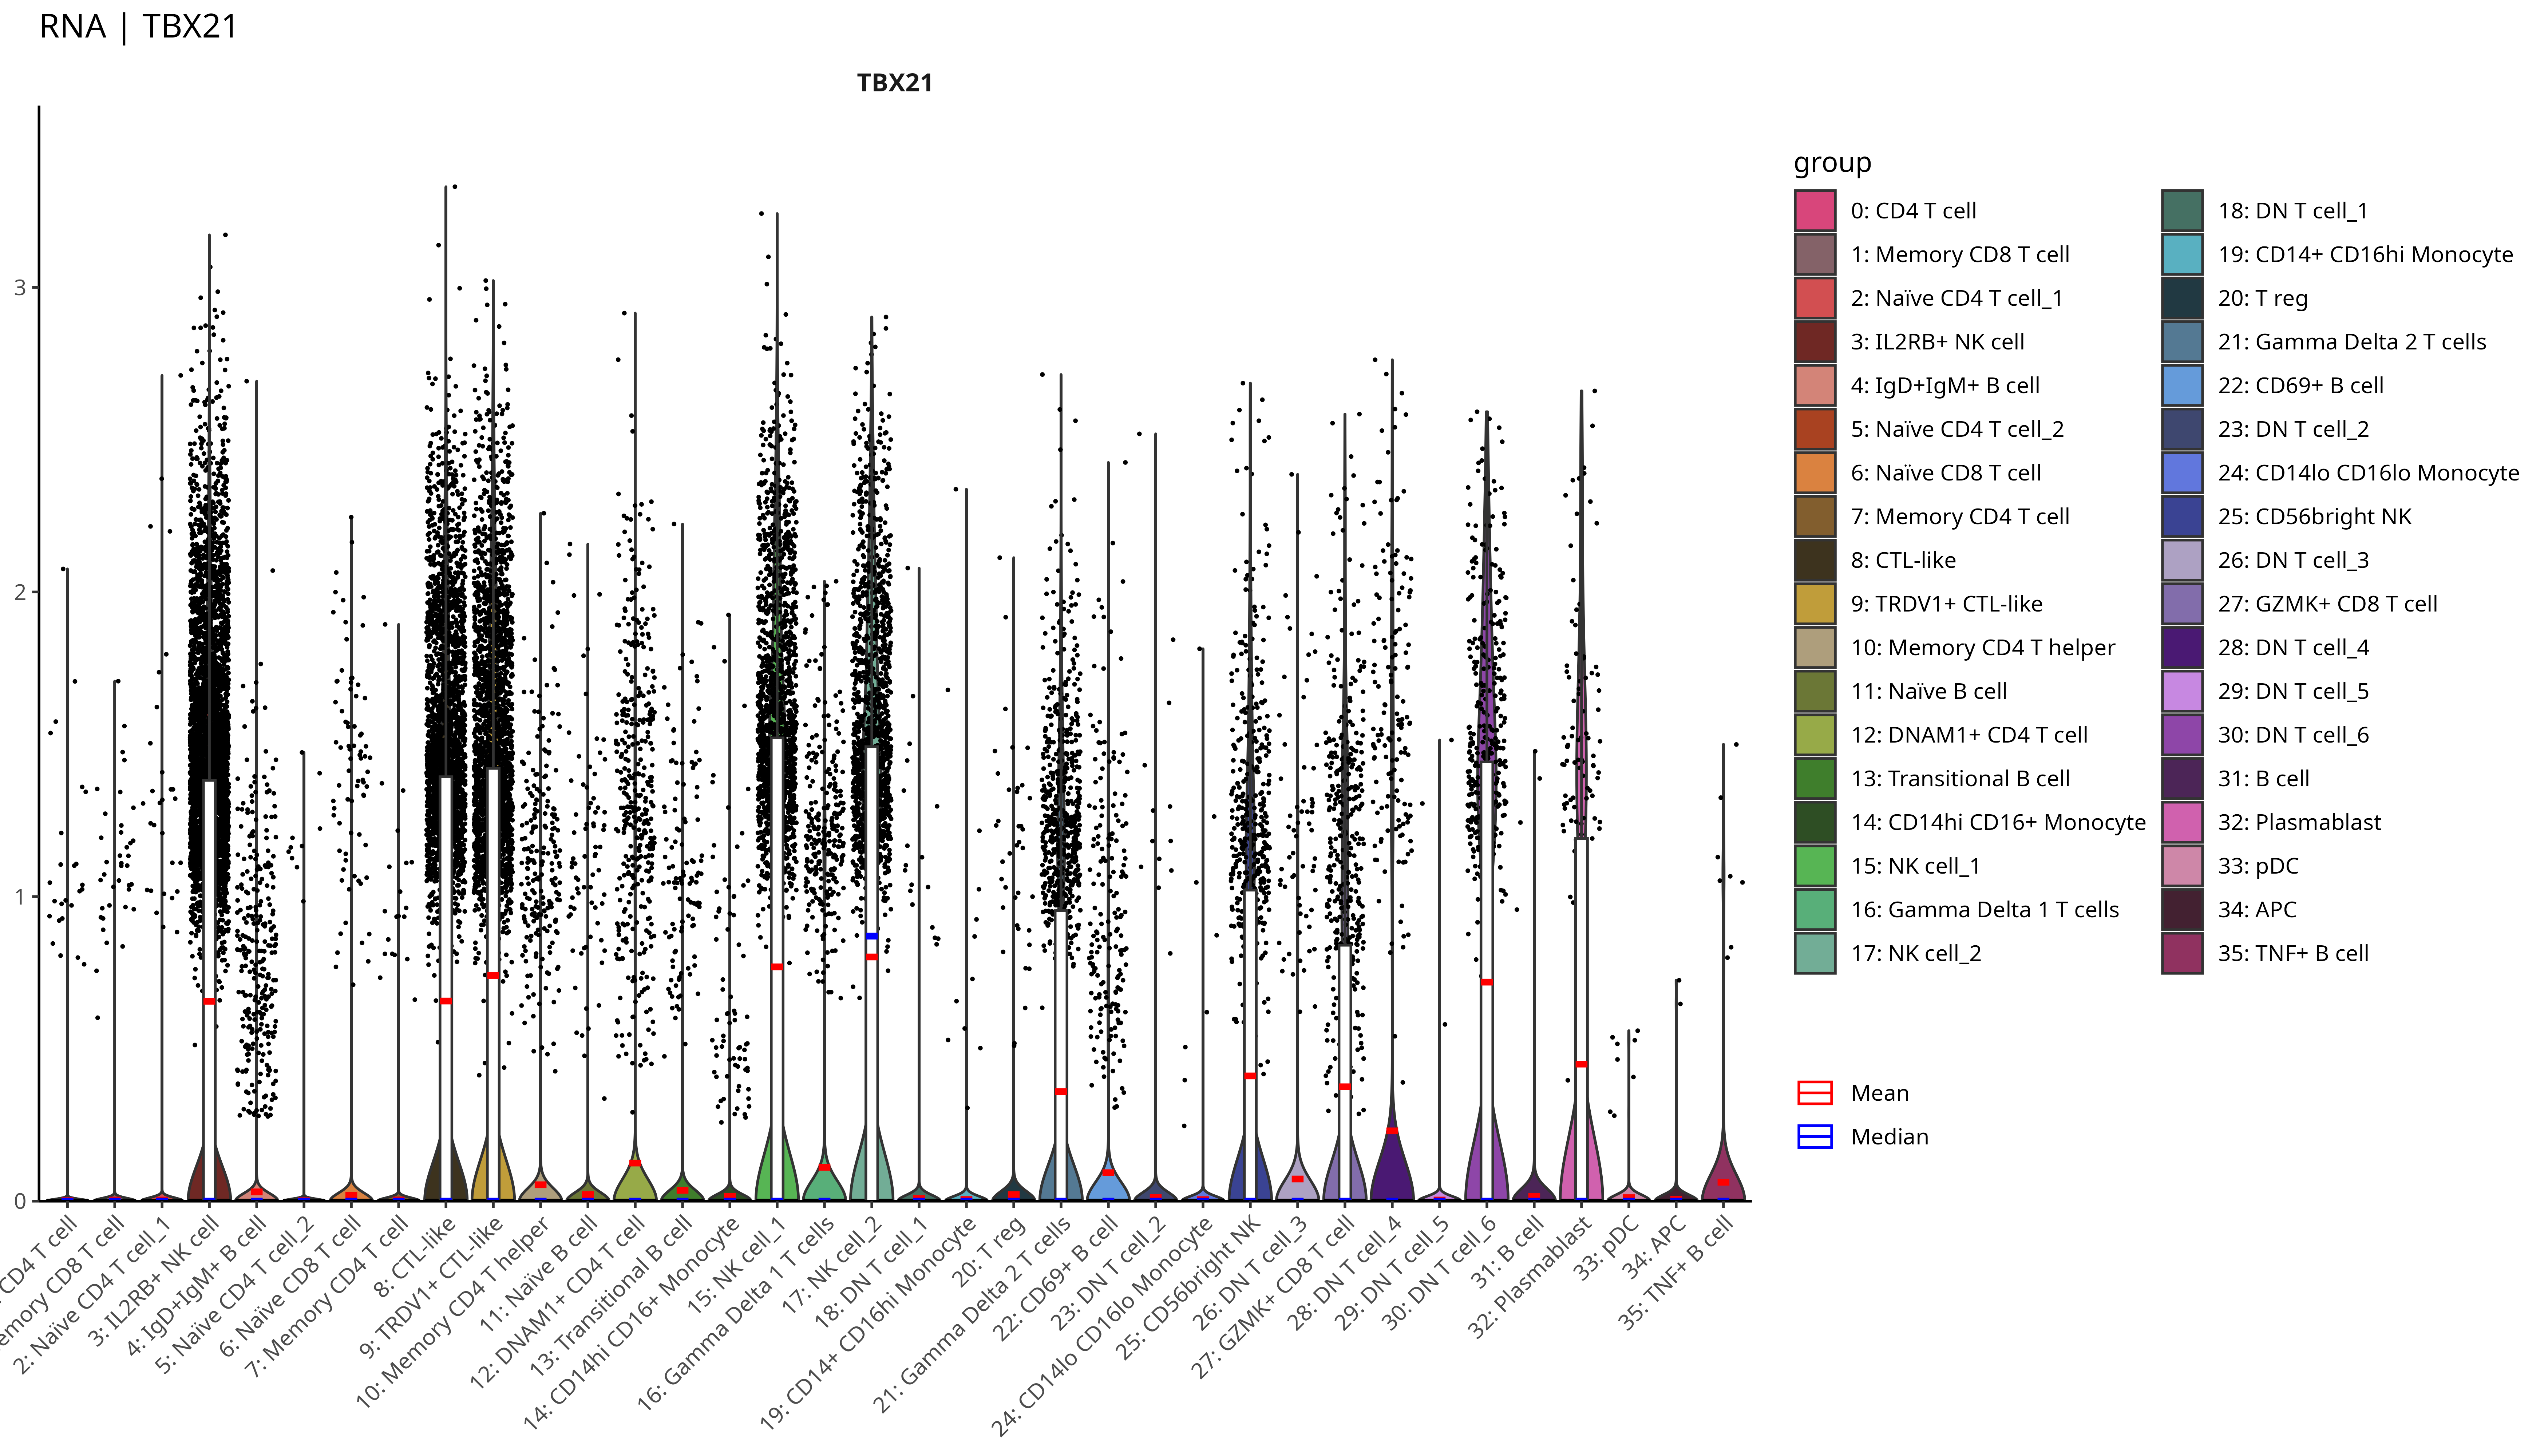 RNA | TBX21
TBX21
3
2
1
0
CD4 T cell
Memory CD8 T cell
2: Naïve CD4 T cell_1
3: IL2RB+ NK cell
4: IgD+IgM+ B cell
5: Naïve CD4 T cell_2
6: Naïve CD8 T cell
7: Memory CD4 T cell
8: CTL-like
9: TRDV1+ CTL-like
10: Memory CD4 T helper
11: Naïve B cell
12: DNAM1+ CD4 T cell
13: Transitional B cell
14: CD14hi CD16+ Monocyte
15: NK cell_1
16: Gamma Delta 1 T cells
17: NK cell_2
18: DN T cell_1
19: CD14+ CD16hi Monocyte
20: T reg
21: Gamma Delta 2 T cells
22: CD69+ B cell
23: DN T cell_2
24: CD14lo CD16lo Monocyte
25: CD56bright NK
26: DN T cell_3
27: GZMK+ CD8 T cell
28: DN T cell_4
29: DN T cell_5
30: DN T cell_6
31: B cell
32: Plasmablast
33: pDC
34: APC
35: TNF+ B cell
group
0: CD4 T cell
1: Memory CD8 T cell
2: Naïve CD4 T cell_1
3: IL2RB+ NK cell
4: IgD+IgM+ B cell
5: Naïve CD4 T cell_2
6: Naïve CD8 T cell
7: Memory CD4 T cell
8: CTL-like
9: TRDV1+ CTL-like
10: Memory CD4 T helper
11: Naïve B cell
12: DNAM1+ CD4 T cell
13: Transitional B cell
14: CD14hi CD16+ Monocyte
15: NK cell_1
16: Gamma Delta 1 T cells
17: NK cell_2
18: DN T cell_1
19: CD14+ CD16hi Monocyte
20: T reg
21: Gamma Delta 2 T cells
22: CD69+ B cell
23: DN T cell_2
24: CD14lo CD16lo Monocyte
25: CD56bright NK
26: DN T cell_3
27: GZMK+ CD8 T cell
28: DN T cell_4
29: DN T cell_5
30: DN T cell_6
31: B cell
32: Plasmablast
33: pDC
34: APC
35: TNF+ B cell
Mean
Median